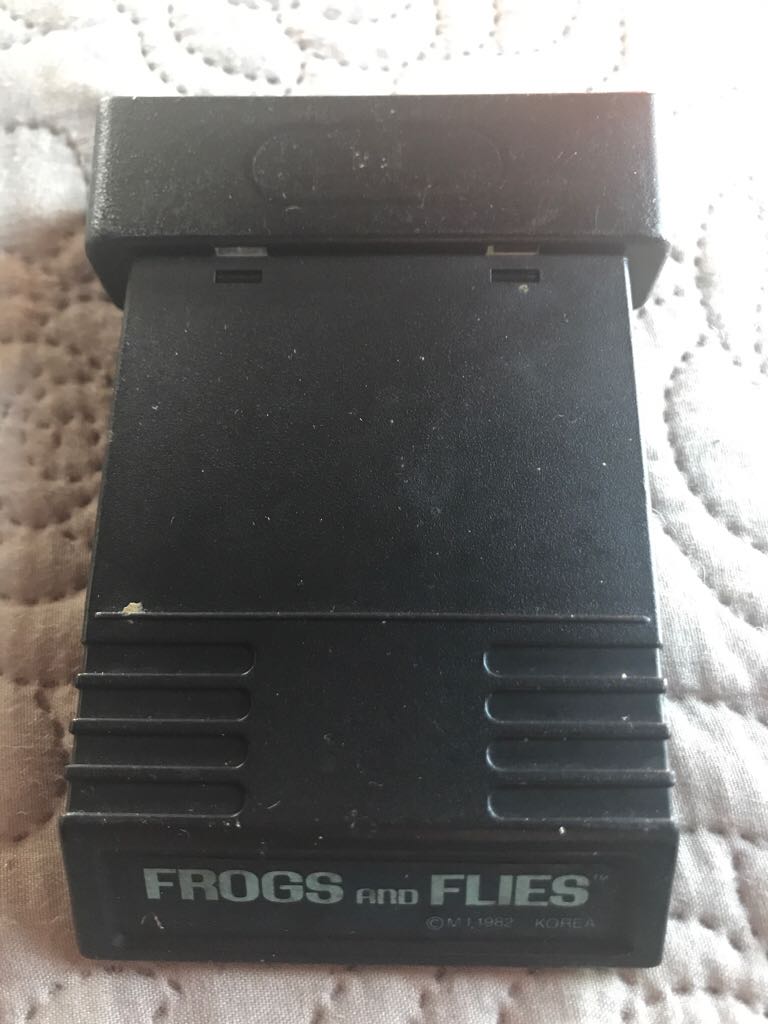 FROGS AND FLIES™
© M I, 1982 KOREA